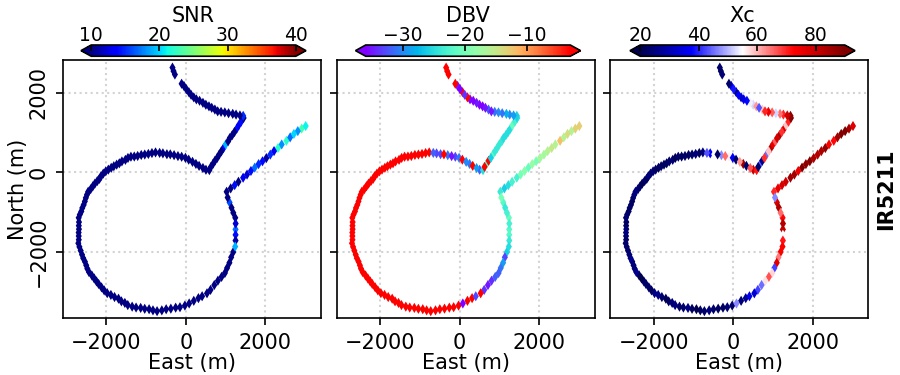 SNR DBV Xc
10 20 30 40 −30 −20 −10 20 40 60 80
2000
0
−2000
North (m)
IR5211
−2000 0 2000 −2000 0 2000 −2000 0 2000
East (m) East (m) East (m)